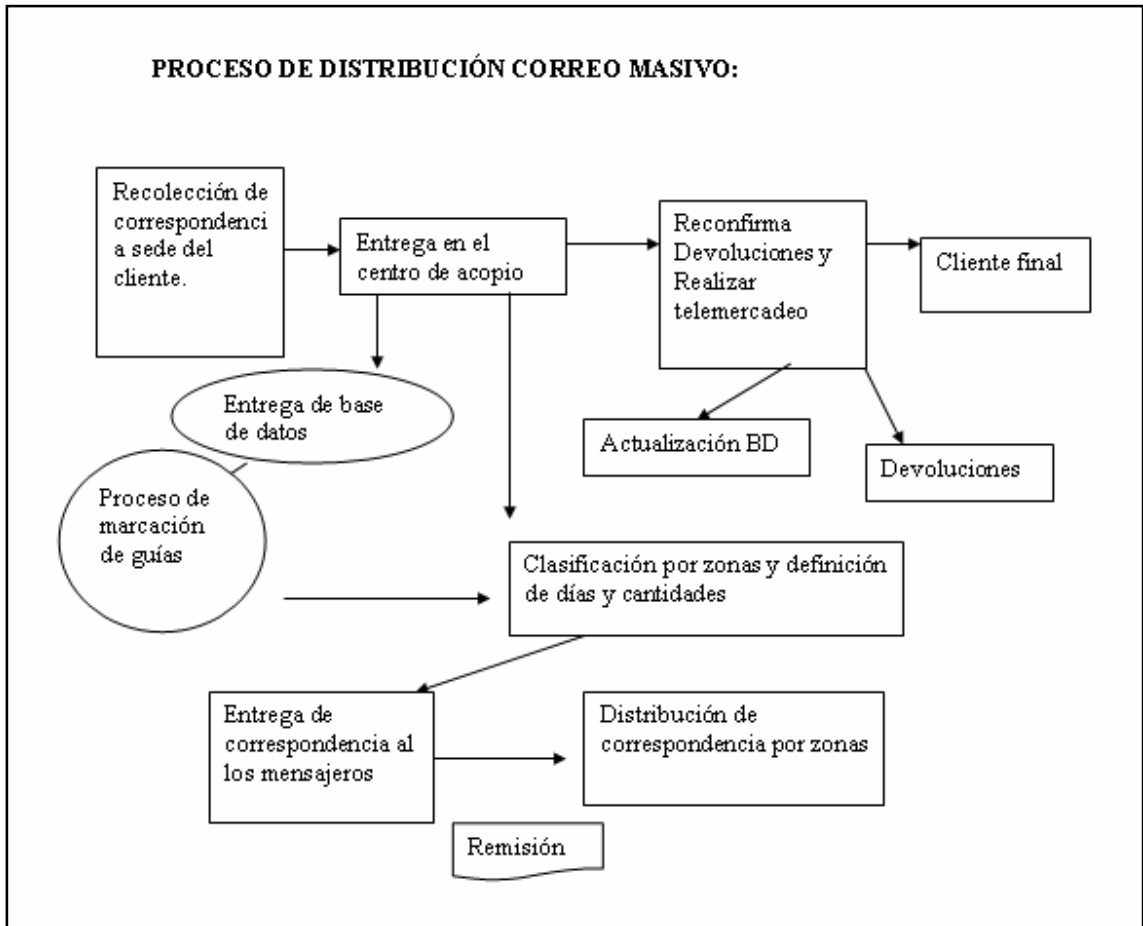 PROCESO DE DISTRIBUCIÓN CORREO MASIVO:
Recolección de
correspondenci
a sede del
cliente.
Entrega en el
centro de acopio
Reconfirma
Devoluciones y
Realizar
telemercadeo
Cliente final
Entrega de base
de datos
Actualización BD
Devoluciones
Proceso de
marcación
de guías
Clasificación por zonas y definición
de días y cantidades
Entrega de
correspondencia al
los mensajeros
Distribución de
correspondencia por zonas
Remisión